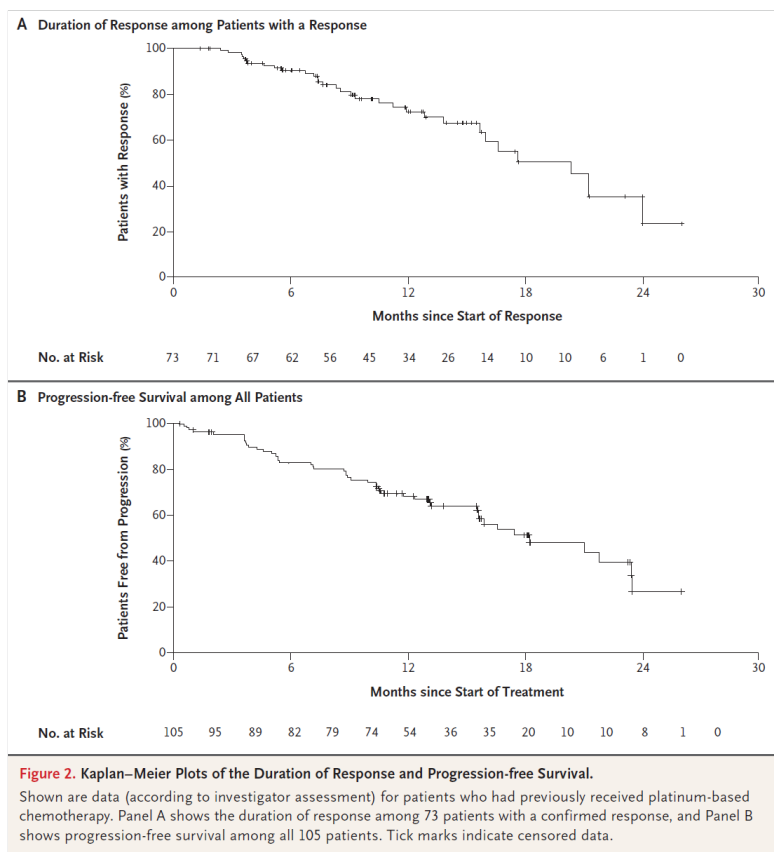 A Duration of Response among Patients with a Response
Patients with Response (%)
100
80
60
40
20
0
0 6 12 18 24 30
Months since Start of Response
No. at Risk 73 71 67 62 56 45 34 26 14 10 10 6 1 0
B Progression-free Survival among All Patients
Patients Free from Progression (%)
100
80
60
40
20
0
0 6 12 18 24 30
Months since Start of Treatment
No. at Risk 105 95 89 82 79 74 54 36 35 20 10 10 8 1 0
Figure 2. Kaplan–Meier Plots of the Duration of Response and Progression-free Survival.
Shown are data (according to investigator assessment) for patients who had previously received platinum-based
chemotherapy. Panel A shows the duration of response among 73 patients with a confirmed response, and Panel B
shows progression-free survival among all 105 patients. Tick marks indicate censored data.